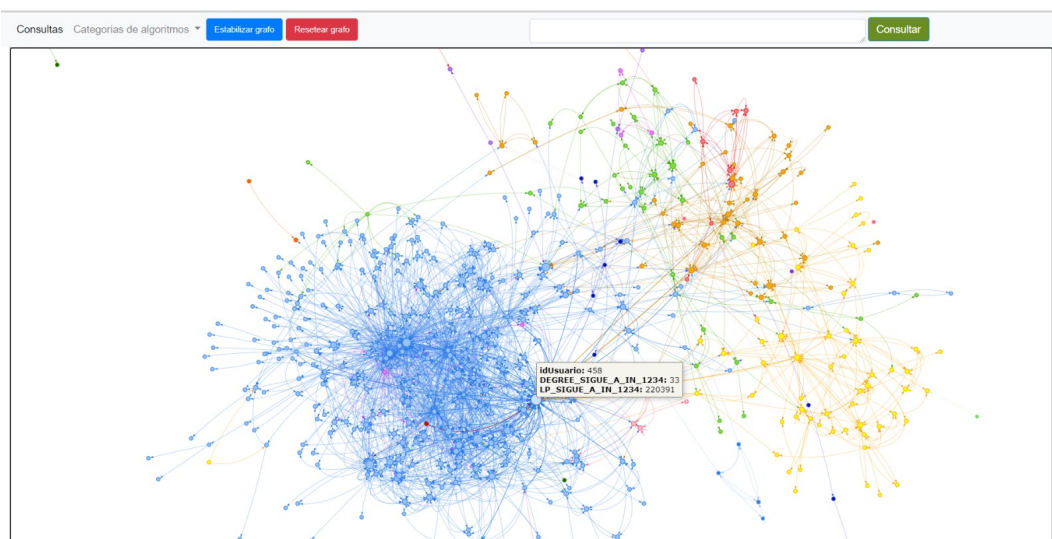 Consultas Categorias de algoritmos Estabilizar grafo Resetear grafo Consultar
idUsuario: 458
DEGREE_SIGUE_A_IN_1234: 33
LP_SIGUE_A_IN_1234: 220391